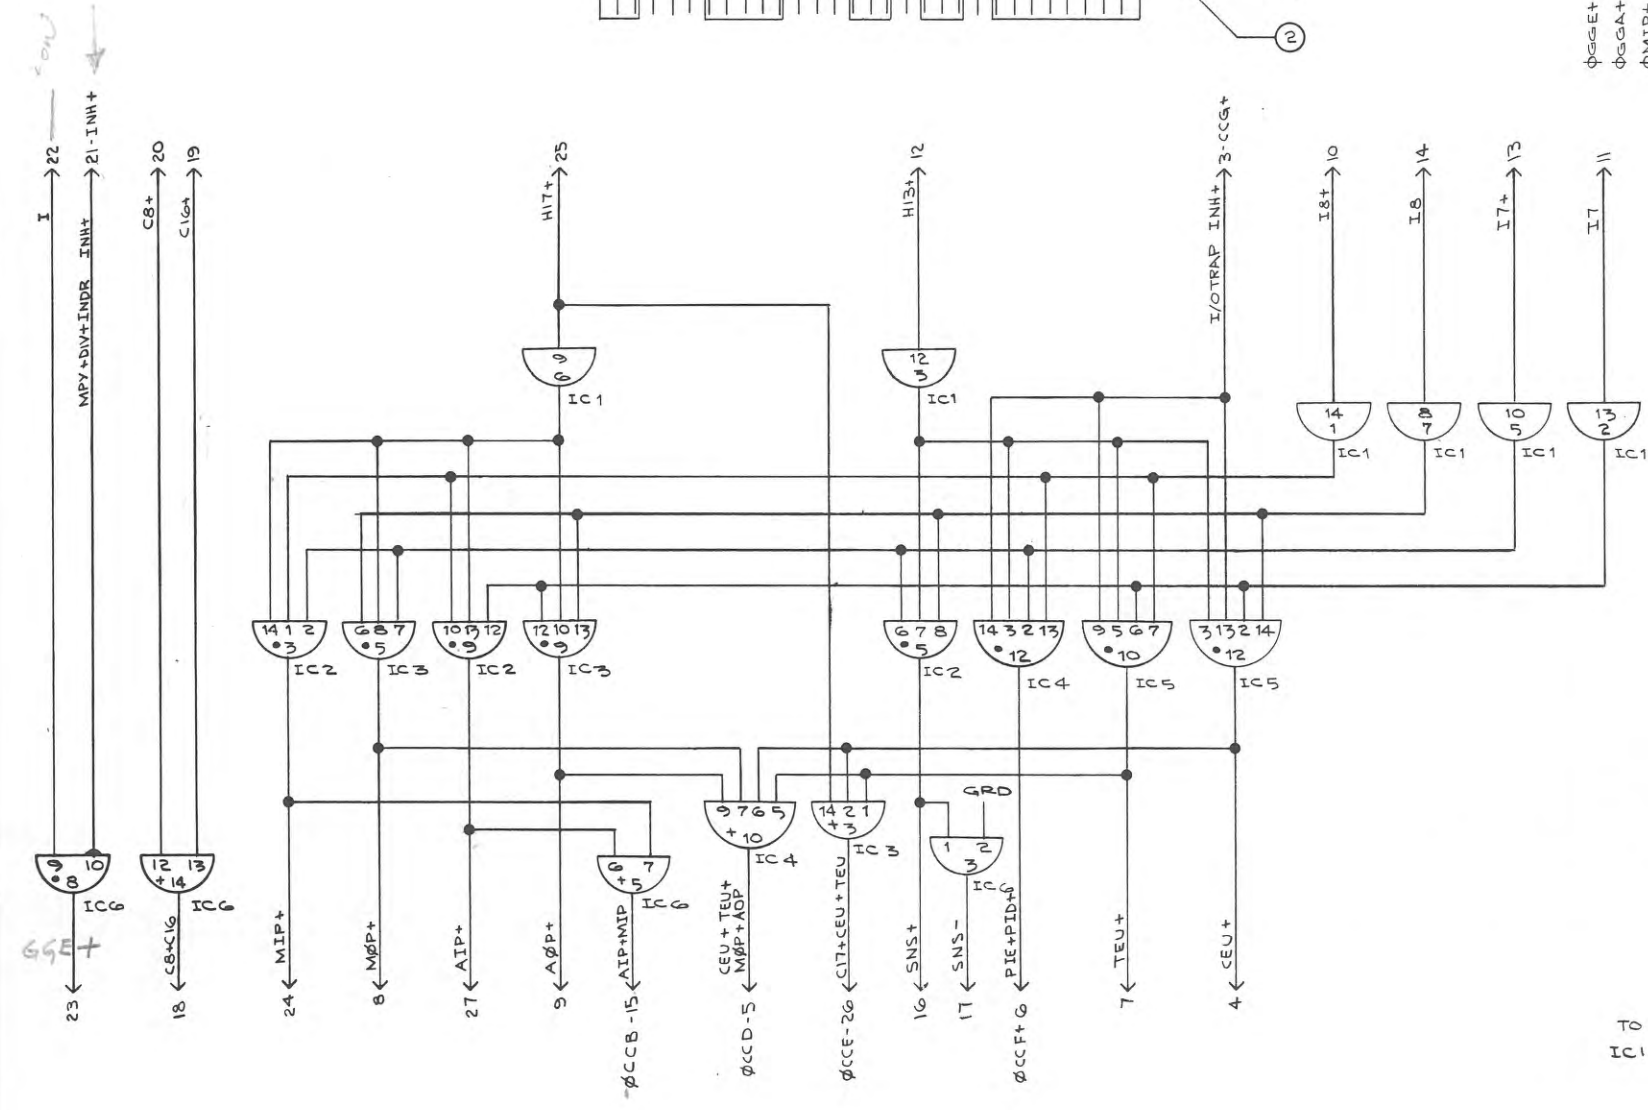 2
ØGGE+
ØGGA+
ØMIP+
22
21-INH+
20
19
25
12
3-CCG+
10
14
13
11
I
MPY+DIV+INDR INH+
C8+
C16+
H17+
H13+
I/OTRAP INH+
I8+
I8
I7+
I7
9
6
IC1
12
3
IC1
14
1
IC1
8
7
IC1
10
5
IC1
13
2
IC1
14 1 2
•3
IC2
6 8 7
•5
IC3
10 13 12
•9
IC2
12 10 13
•9
IC3
6 7 8
•5
IC2
14 3 2 13
•12
IC4
9 5 6 7
•10
IC5
3 13 2 14
•12
IC5
9 10
•8
IC6
12 13
+14
IC6
6 7
+5
IC6
9 7 6 5
+10
IC4
14 2 1
+3
IC3
GRD
1 2
3
IC6
GGE+
C8+C16
MIP+
MØP+
AIP+
AØP+
AIP+MIP
CEU+TEU+
MØP+AOP
C17+CEU+TEU
SNS+
SNS-
PIE+PID+
TEU+
CEU+
23
18
24
8
27
9
ØCCB-15
ØCCD-5
ØCCE-26
16
17
ØCCF+6
7
4
TO
IC1